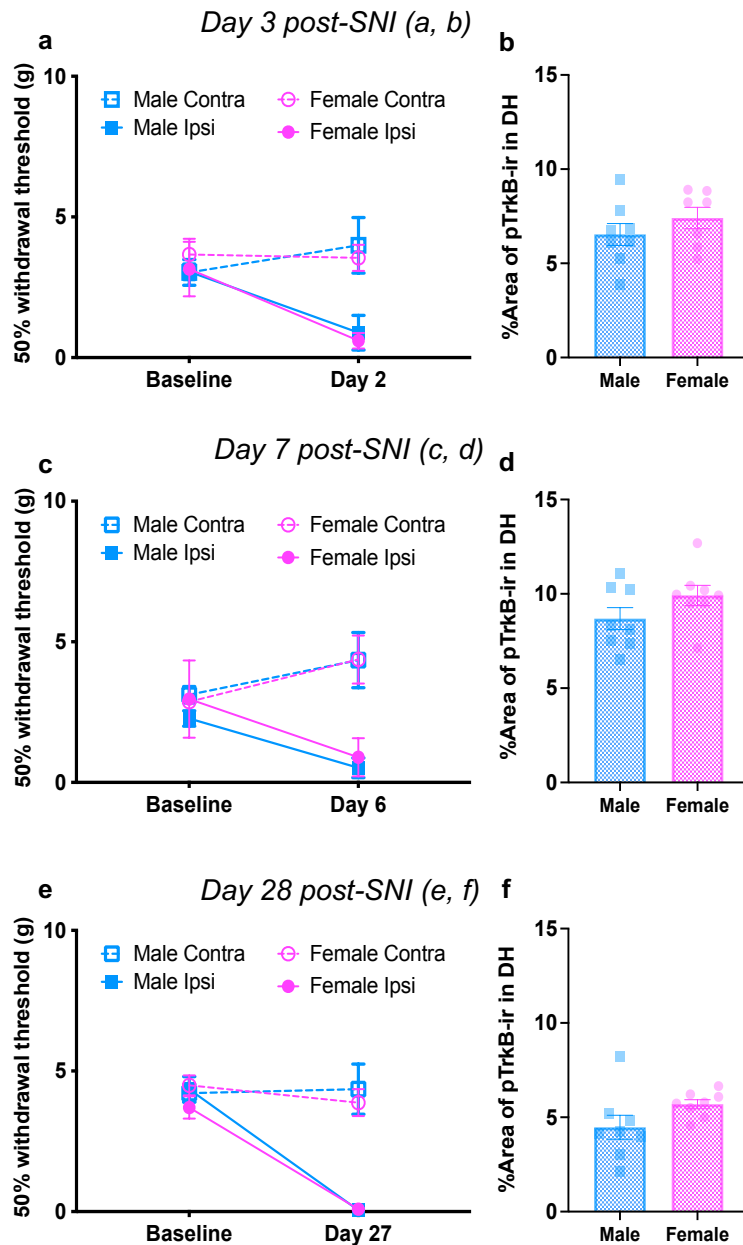 Day 3 post-SNI (a, b)
a
50% withdrawal threshold (g)
10
5
0
Male Contra
Female Contra
Male Ipsi
Female Ipsi
Baseline
Day 2
b
%Area of pTrkB-ir in DH
15
10
5
0
Male
Female
Day 7 post-SNI (c, d)
c
50% withdrawal threshold (g)
10
5
0
Male Contra
Female Contra
Male Ipsi
Female Ipsi
Baseline
Day 6
d
%Area of pTrkB-ir in DH
15
10
5
0
Male
Female
Day 28 post-SNI (e, f)
e
50% withdrawal threshold (g)
10
5
0
Male Contra
Female Contra
Male Ipsi
Female Ipsi
Baseline
Day 27
f
%Area of pTrkB-ir in DH
15
10
5
0
Male
Female